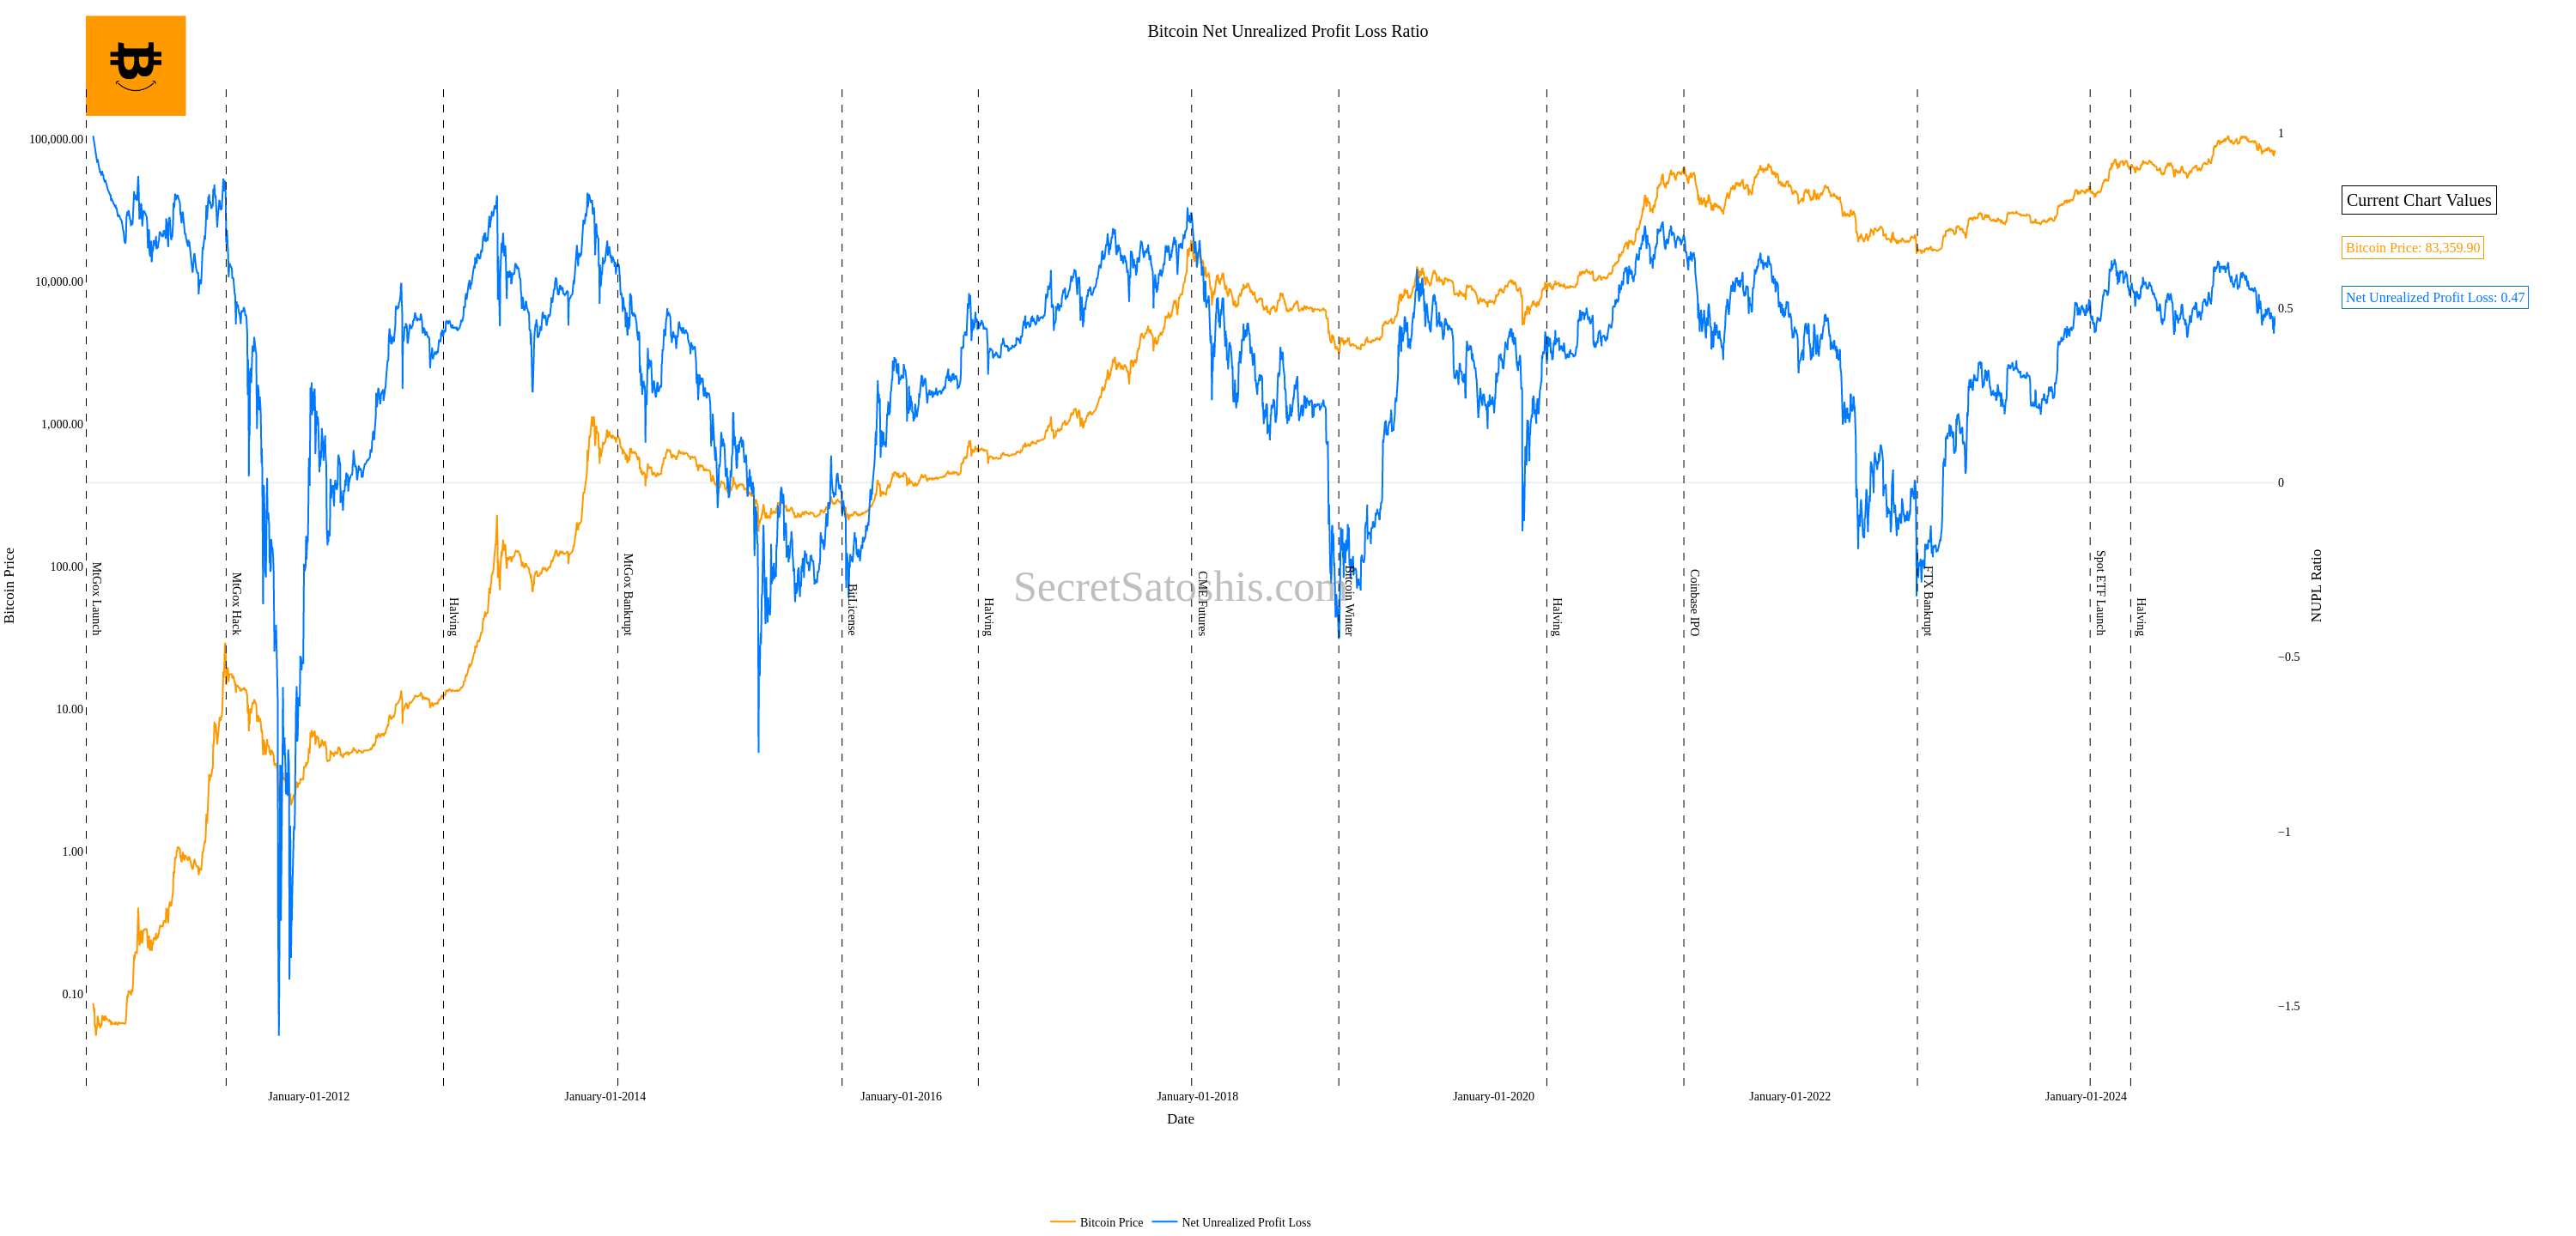 Bitcoin Net Unrealized Profit Loss Ratio
100,000.00
10,000.00
1,000.00
100.00
10.00
1.00
0.10
Bitcoin Price
1
0.5
0
−0.5
−1
−1.5
NUPL Ratio
Current Chart Values
Bitcoin Price: 83,359.90
Net Unrealized Profit Loss: 0.47
SecretSatoshis.com
MtGox Launch
MtGox Hack
Halving
MtGox Bankrupt
BitLicense
Halving
CME Futures
Bitcoin Winter
Halving
Coinbase IPO
FTX Bankrupt
Spot ETF Launch
Halving
January-01-2012
January-01-2014
January-01-2016
January-01-2018
January-01-2020
January-01-2022
January-01-2024
Date
Bitcoin Price
Net Unrealized Profit Loss